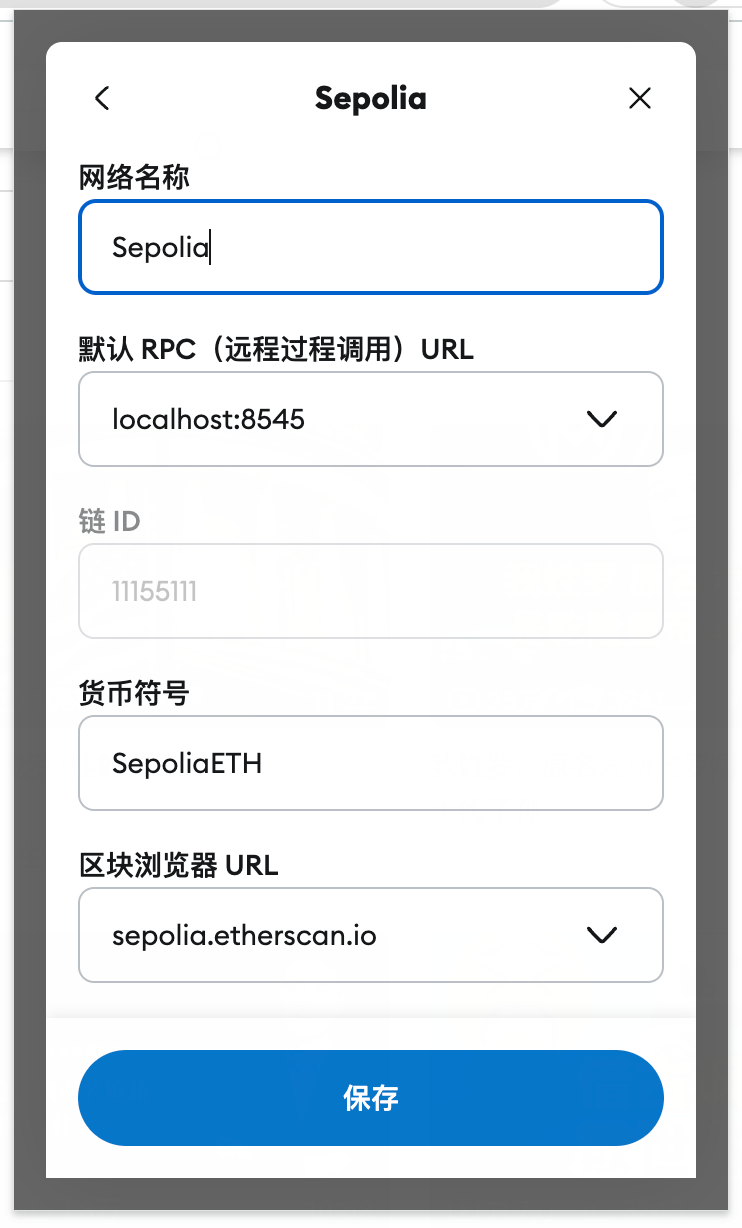 Sepolia
网络名称
Sepolia
默认 RPC（远程过程调用）URL
localhost:8545
链 ID
11155111
货币符号
SepoliaETH
区块浏览器 URL
sepolia.etherscan.io
保存